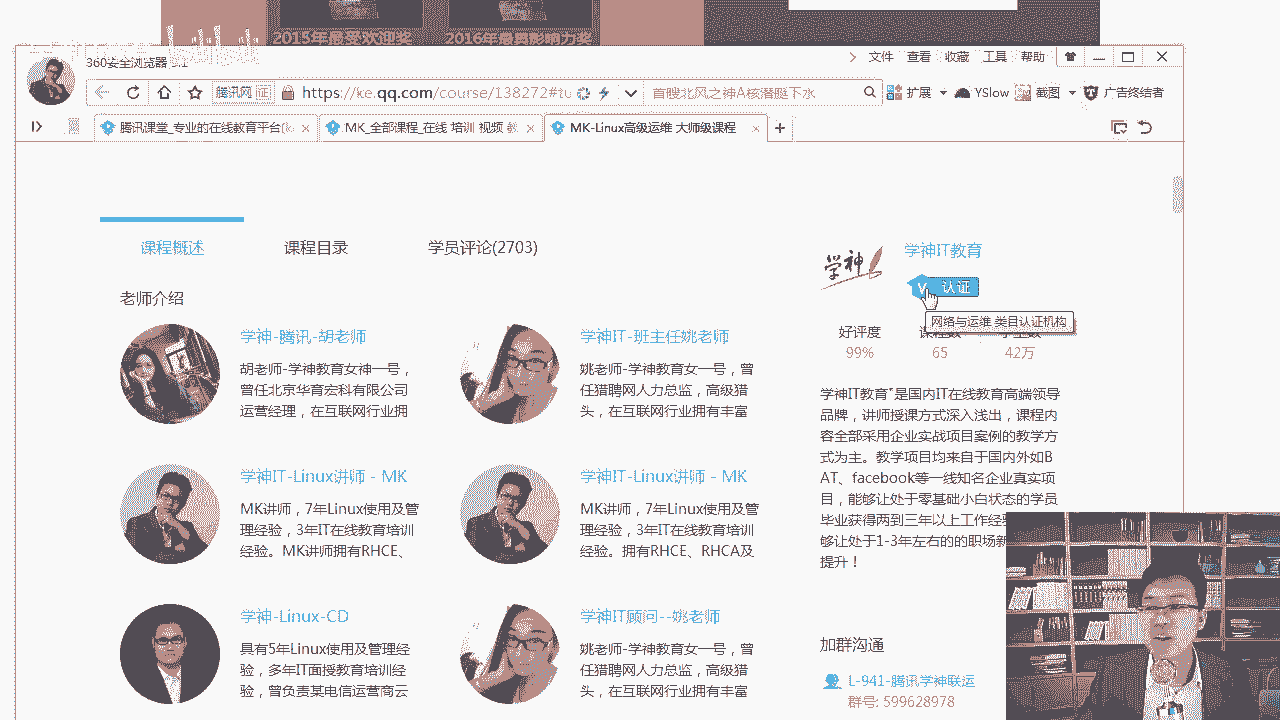 2015年最受欢迎奖
2016年最具影响力奖
bilibili
360安全浏览器
文件 查看 收藏 工具 帮助
腾讯网 证 https://ke.qq.com/course/138272#tu 首艘北风之神A核潜艇下水 扩展 YSlow 截图 广告终结者
腾讯课堂_专业的在线教育平台
MK_全部课程_在线 培训 视频 教
MK-Linux高级运维 大师级课程
课程概述 课程目录 学员评论(2703)
老师介绍
学神-腾讯-胡老师
胡老师-学神教育女神一号，
曾任北京华育宏科有限公司
运营经理，在互联网行业拥
学神IT-班主任姚老师
姚老师-学神教育女一号，曾
任猎聘网人力总监，高级猎
头，在互联网行业拥有丰富
学神IT-Linux讲师 - MK
MK讲师，7年Linux使用及管
理经验，3年IT在线教育培训
经验。MK讲师拥有RHCE、
学神IT-Linux讲师 - MK
MK讲师，7年Linux使用及管
理经验，3年IT在线教育培训
经验。拥有RHCE、RHCA及
学神-Linux-CD
具有5年Linux使用及管理经
验，多年IT面授教育培训经
验，曾负责某电信运营商云
学神IT顾问--姚老师
姚老师-学神教育女一号，曾
任猎聘网人力总监，高级猎
头，在互联网行业拥有丰富
学神
学神IT教育
V 认证
网络与运维 类目认证机构
好评度
99% 65 42万
学神IT教育"是国内IT在线教育高端领导
品牌，讲师授课方式深入浅出，课程内
容全部采用企业实战项目案例的教学方
式为主。教学项目均来自于国内外如B
AT、facebook等一线知名企业真实项
目，能够让处于零基础小白状态的学员
毕业获得两到三年以上工作经
够让处于1-3年左右的的职场新
提升！
加群沟通
L-941-腾讯学神联运
群号: 599628978